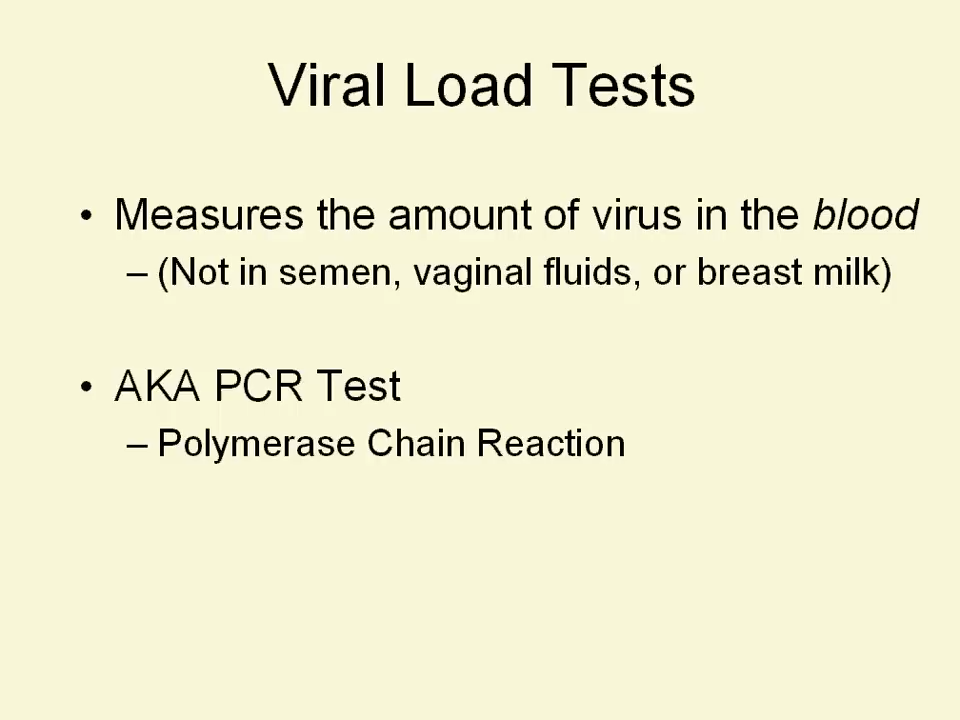 Viral Load Tests
• Measures the amount of virus in the blood
– (Not in semen, vaginal fluids, or breast milk)
• AKA PCR Test
– Polymerase Chain Reaction